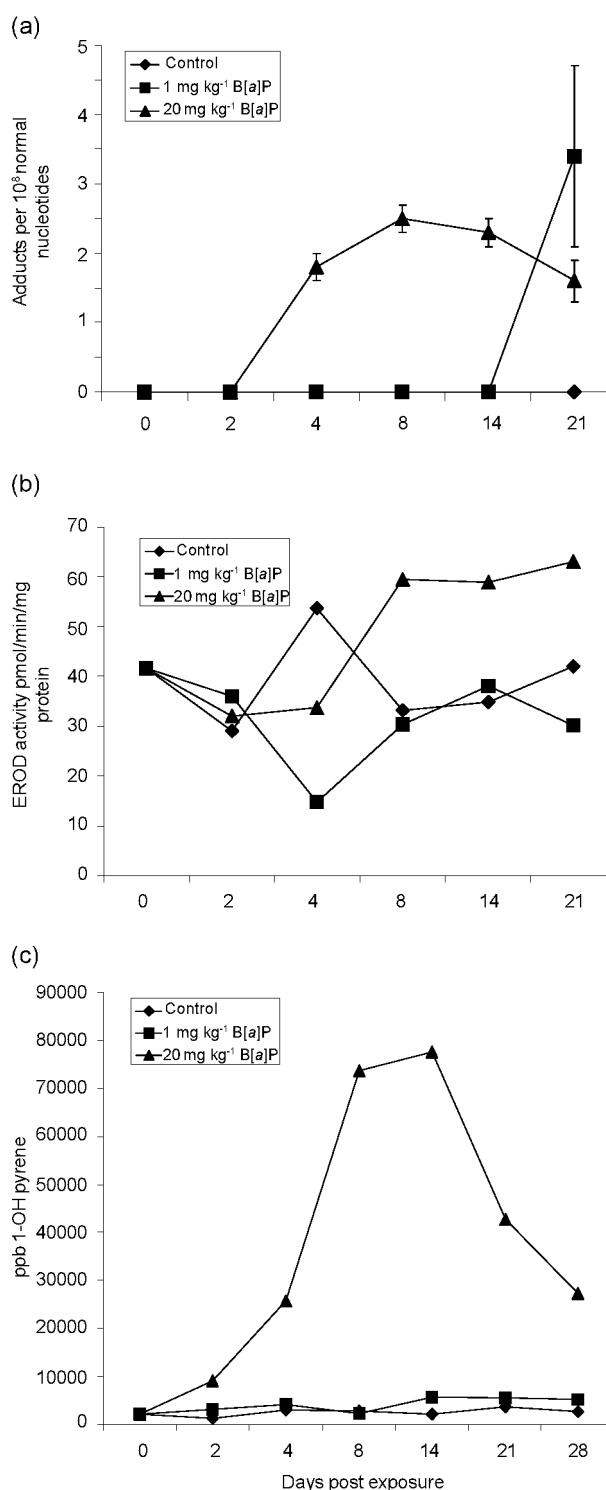 (a)
Control
1 mg kg⁻¹ B[a]P
20 mg kg⁻¹ B[a]P
Adducts per 10⁸ normal
nucleotides
5
4
3
2
1
0
0 2 4 8 14 21
(b)
Control
1 mg kg⁻¹ B[a]P
20 mg kg⁻¹ B[a]P
EROD activity pmol/min/mg
protein
70
60
50
40
30
20
10
0
0 2 4 8 14 21
(c)
Control
1 mg kg⁻¹ B[a]P
20 mg kg⁻¹ B[a]P
ppb 1-OH pyrene
90000
80000
70000
60000
50000
40000
30000
20000
10000
0
0 2 4 8 14 21 28
Days post exposure